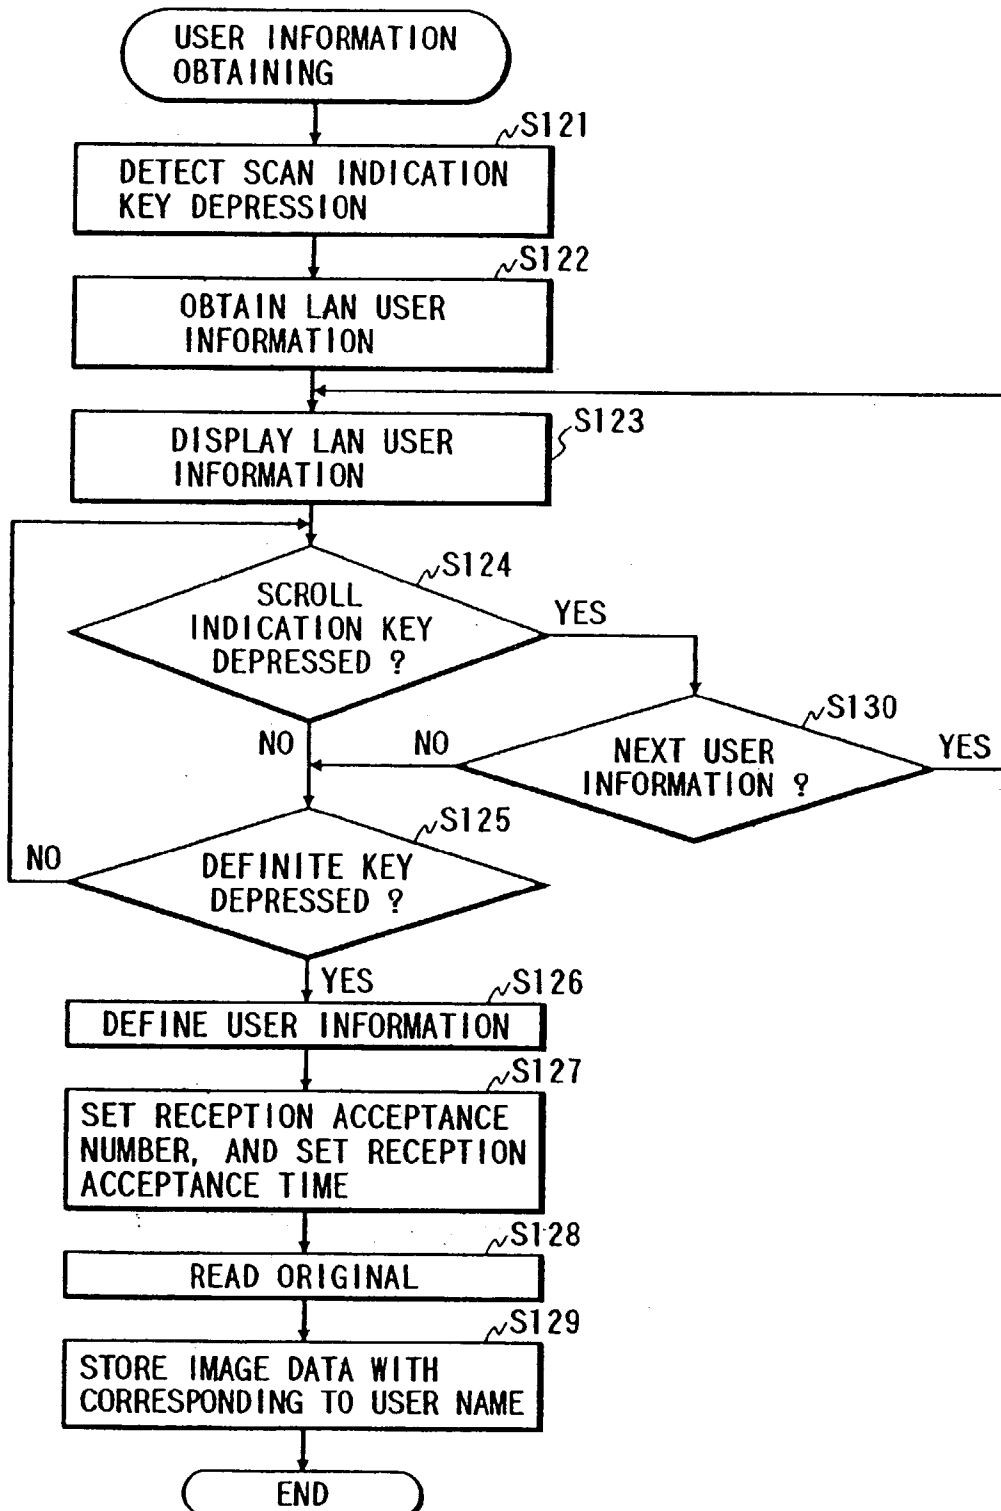 USER INFORMATION
OBTAINING
S121
DETECT SCAN INDICATION
KEY DEPRESSION
S122
OBTAIN LAN USER
INFORMATION
S123
DISPLAY LAN USER
INFORMATION
S124
SCROLL
INDICATION KEY
DEPRESSED ?
YES
NO
S130
NEXT USER
INFORMATION ?
NO
YES
S125
DEFINITE KEY
DEPRESSED ?
NO
YES
S126
DEFINE USER INFORMATION
S127
SET RECEPTION ACCEPTANCE
NUMBER, AND SET RECEPTION
ACCEPTANCE TIME
S128
READ ORIGINAL
S129
STORE IMAGE DATA WITH
CORRESPONDING TO USER NAME
END